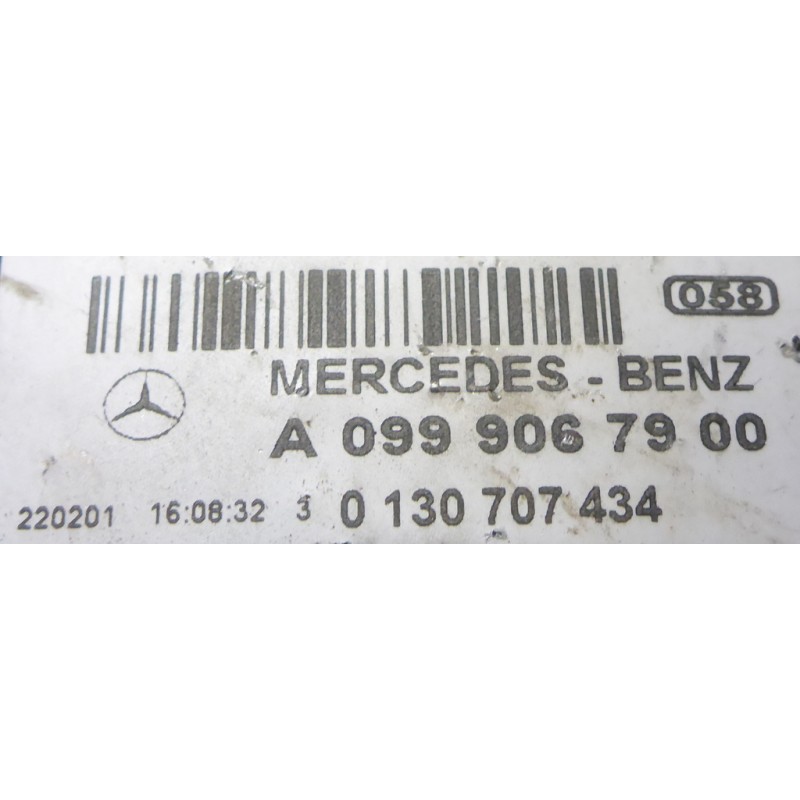 058
MERCEDES - BENZ
A 099 906 79 00
220201 16:08:32 3 0 130 707 434